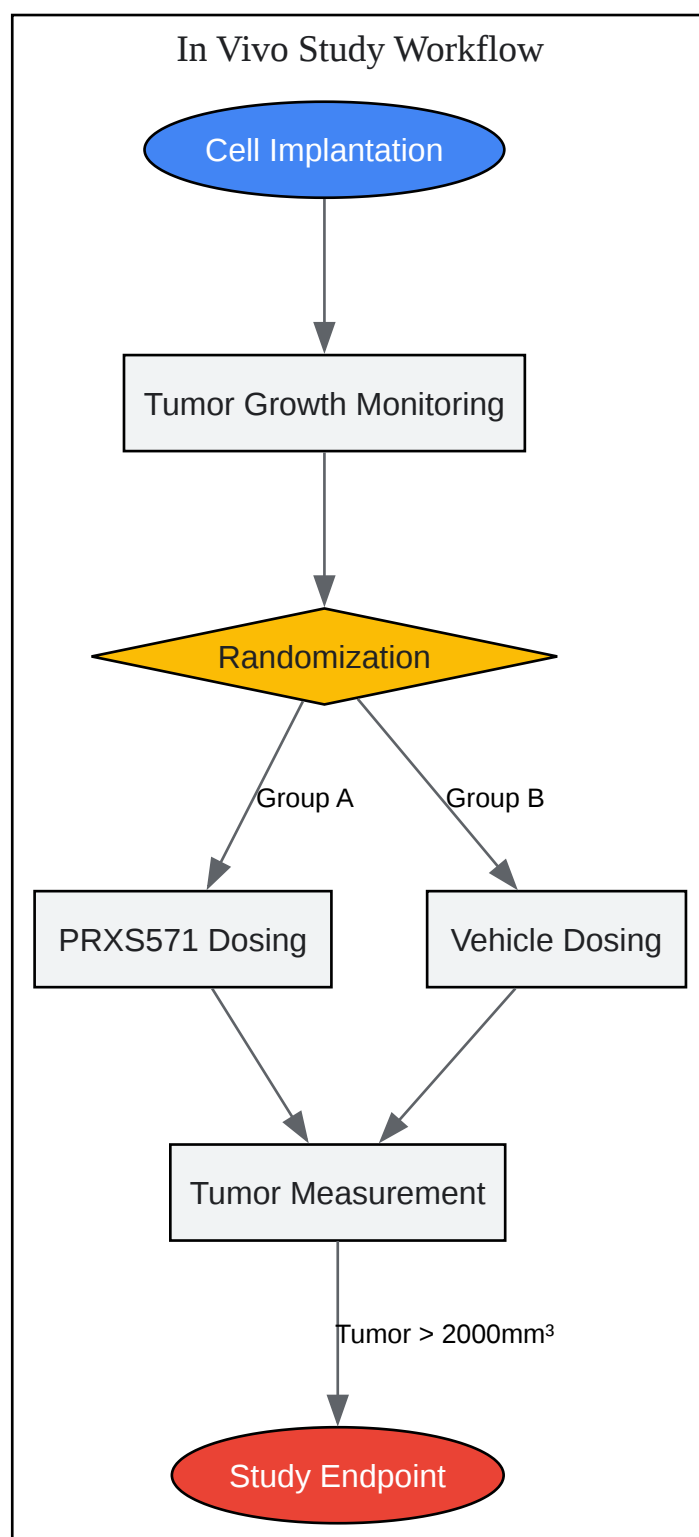 In Vivo Study Workflow
Cell Implantation
Tumor Growth Monitoring
Randomization
Group A
Group B
PRXS571 Dosing
Vehicle Dosing
Tumor Measurement
Tumor > 2000mm³
Study Endpoint